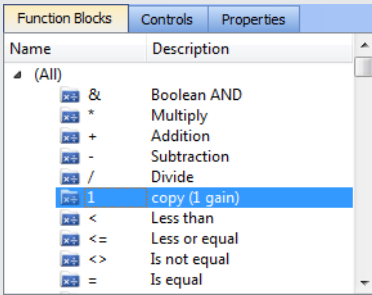 Function Blocks Controls Properties
Name Description
(All)
& Boolean AND
* Multiply
+ Addition
- Subtraction
/ Divide
1 copy (1 gain)
< Less than
<= Less or equal
<> Is not equal
= Is equal